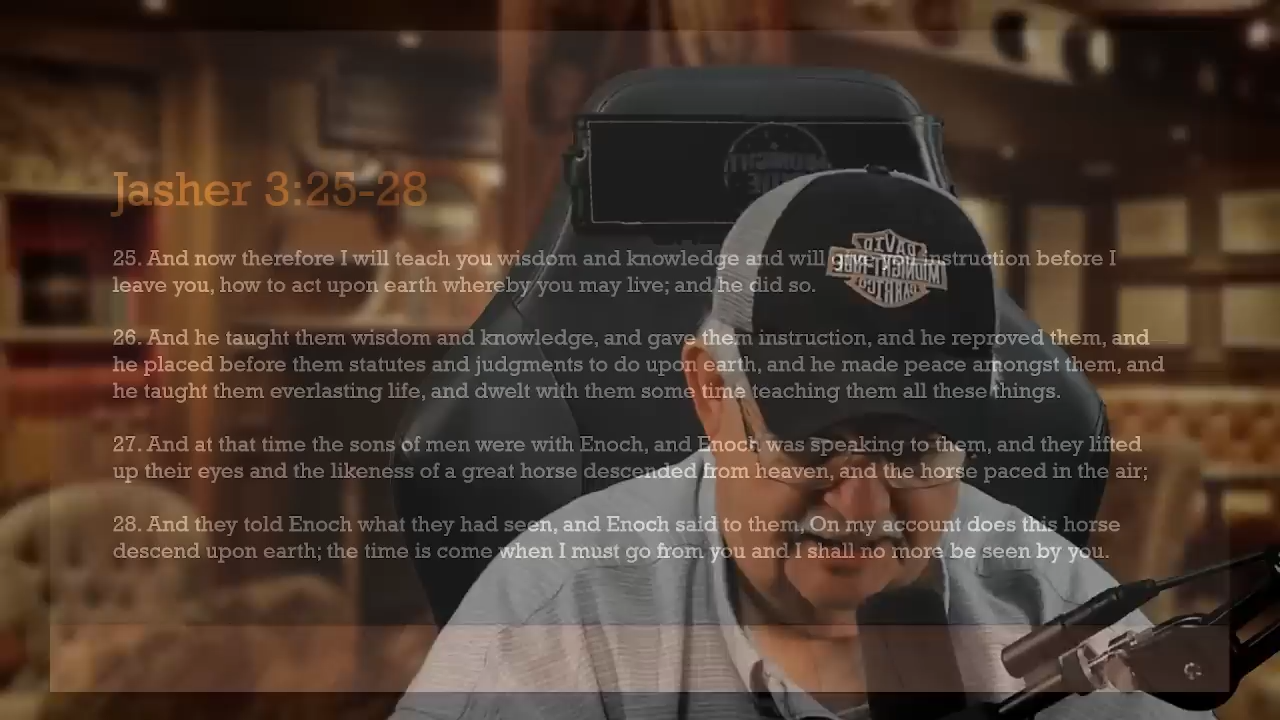 Jasher 3:25-28
25. And now therefore I will teach you wisdom and knowledge and will give you instruction before I
leave you, how to act upon earth whereby you may live; and he did so.
26. And he taught them wisdom and knowledge, and gave them instruction, and he reproved them, and
he placed before them statutes and judgments to do upon earth, and he made peace amongst them, and
he taught them everlasting life, and dwelt with them some time teaching them all these things.
27. And at that time the sons of men were with Enoch, and Enoch was speaking to them, and they lifted
up their eyes and the likeness of a great horse descended from heaven, and the horse paced in the air;
28. And they told Enoch what they had seen, and Enoch said to them, On my account does this horse
descend upon earth; the time is come when I must go from you and I shall no more be seen by you.
MIDNIGHT
RIDE
DAVID
MIDNIGHT RIDE
CARRICO